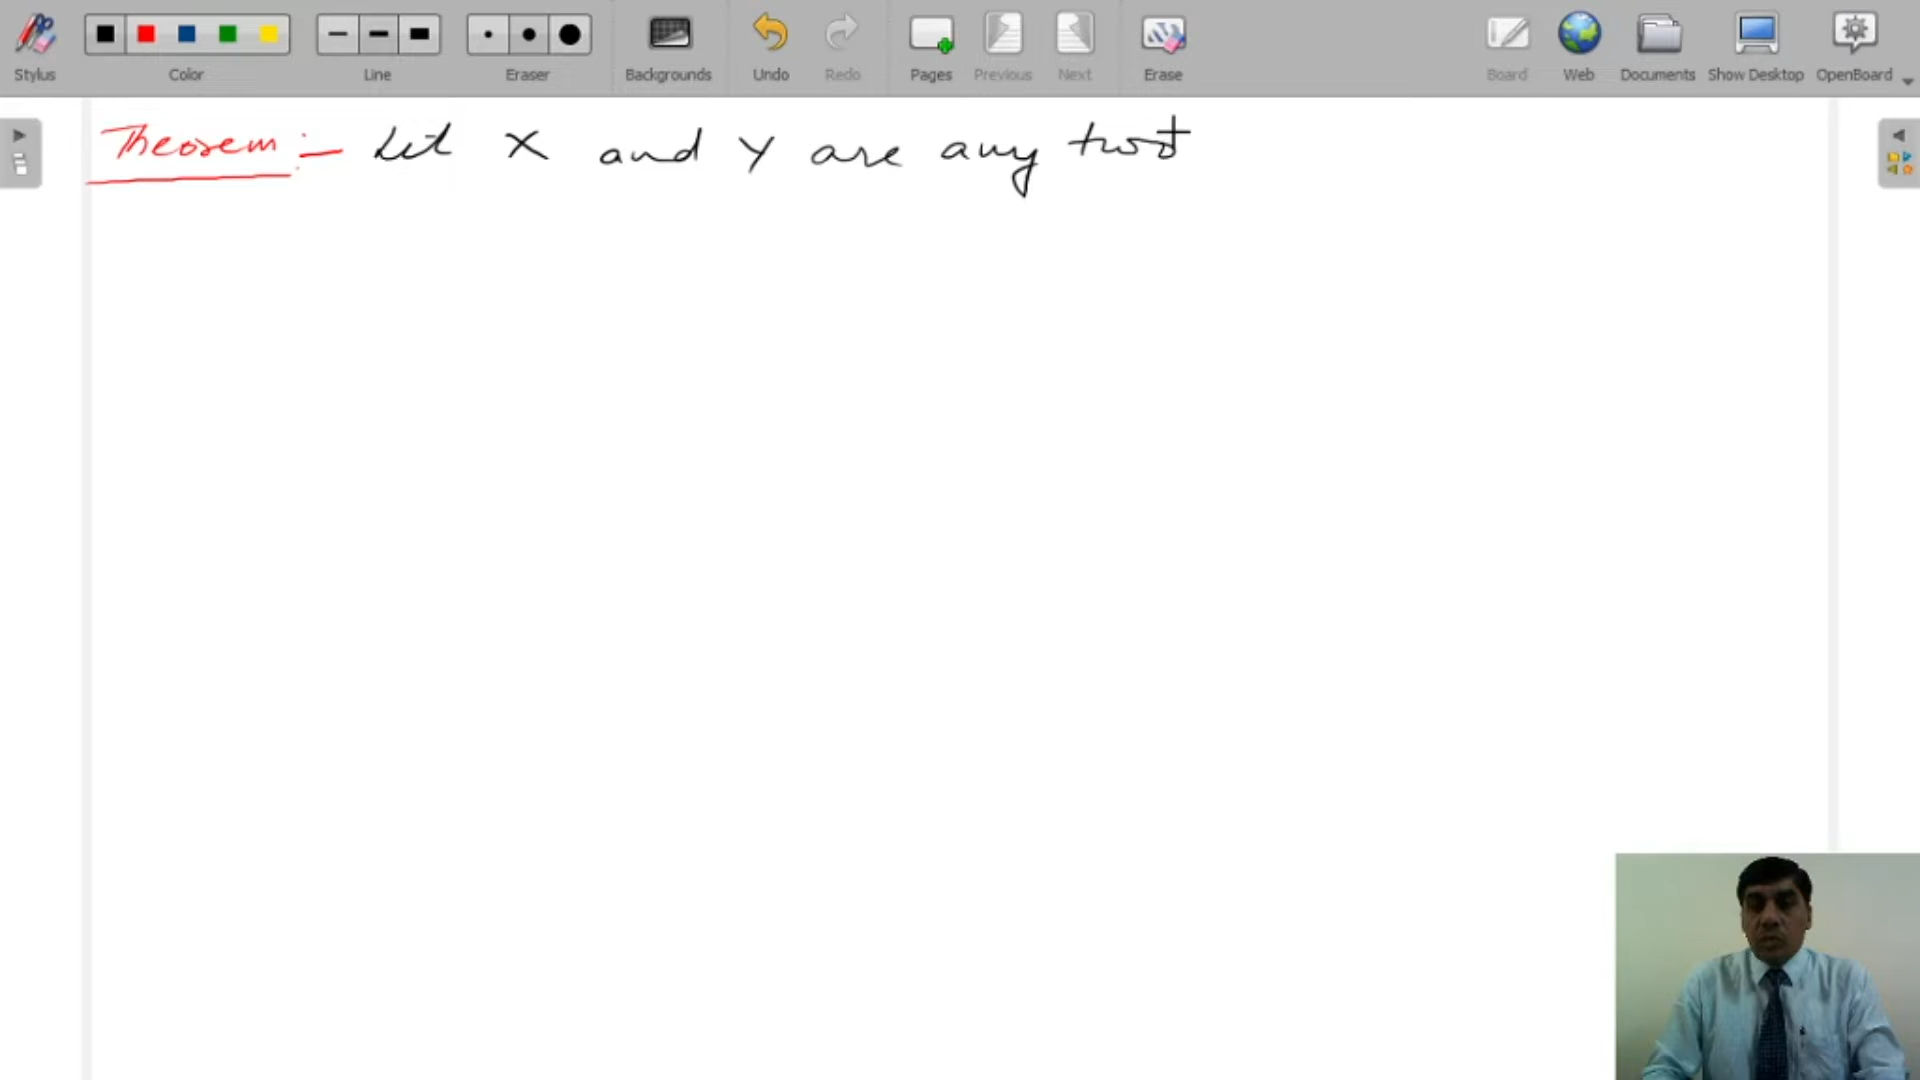 Stylus Color Line Eraser Backgrounds Undo Redo Pages Previous Next Erase Board Web Documents Show Desktop OpenBoard
Theorem :- Let X and Y are any two